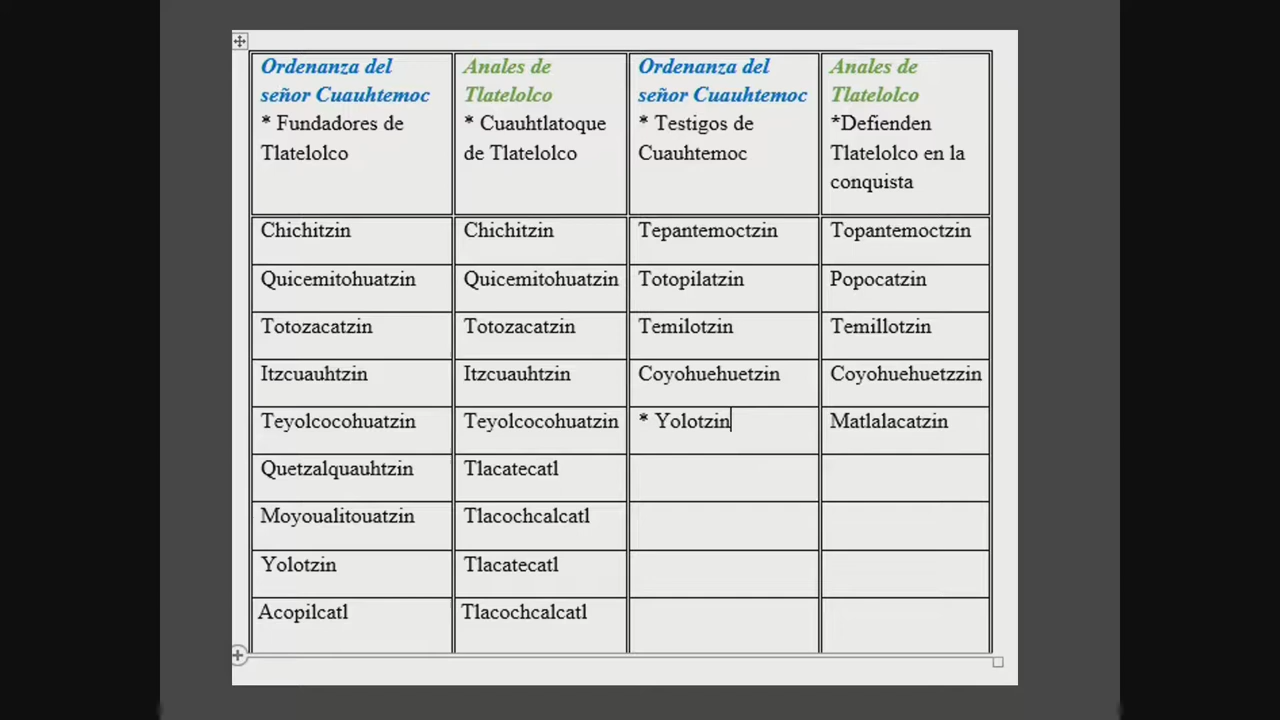 Ordenanza del
señor Cuauhtemoc
* Fundadores de
Tlatelolco
Anales de
Tlatelolco
* Cuauhtlatoque
de Tlatelolco
Ordenanza del
señor Cuauhtemoc
* Testigos de
Cuauhtemoc
Anales de
Tlatelolco
*Defienden
Tlatelolco en la
conquista
Chichitzin Chichitzin Tepantemoctzin Topantemoctzin
Quicemitohuatzin Quicemitohuatzin Totopilatzin Popocatzin
Totozacatzin Totozacatzin Temilotzin Temillotzin
Itzcuauhtzin Itzcuauhtzin Coyohuehuetzin Coyohuehuetzzin
Teyolcocohuatzin Teyolcocohuatzin * Yolotzin Matlalacatzin
Quetzalquauhtzin Tlacatecatl
Moyoualitouatzin Tlacochcalcatl
Yolotzin Tlacatecatl
Acopilcatl Tlacochcalcatl